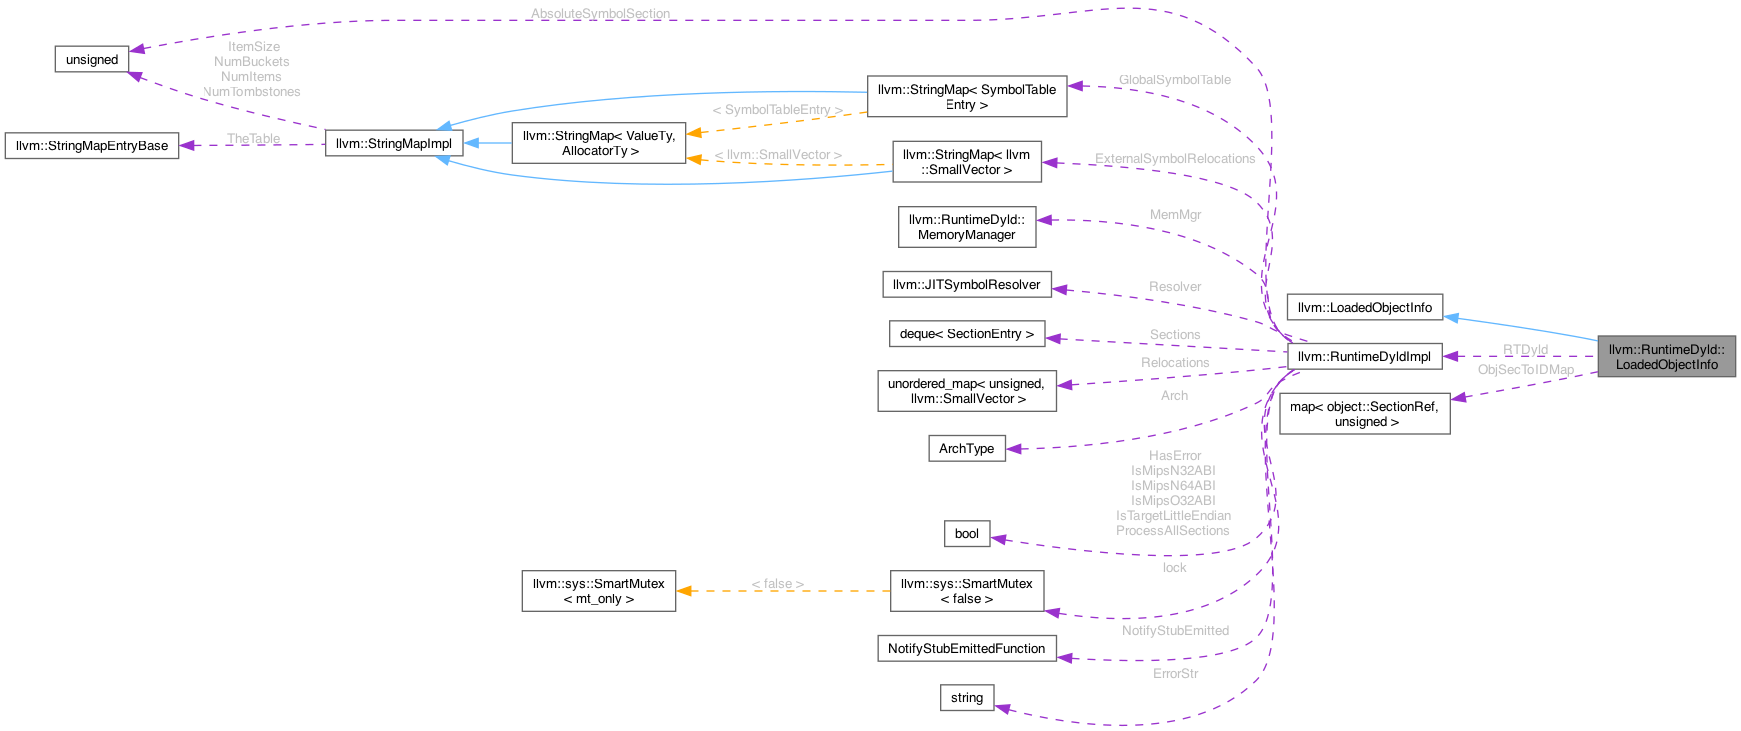 AbsoluteSymbolSection
unsigned
ItemSize
NumBuckets
NumItems
NumTombstones
GlobalSymbolTable
llvm::StringMap< SymbolTable
Entry >
< SymbolTableEntry >
llvm::StringMapEntryBase
TheTable
llvm::StringMapImpl
llvm::StringMap< ValueTy,
AllocatorTy >
< llvm::SmallVector >
llvm::StringMap< llvm
::SmallVector >
ExternalSymbolRelocations
llvm::RuntimeDyld::
MemoryManager
MemMgr
llvm::JITSymbolResolver
Resolver
deque< SectionEntry >
Sections
unordered_map< unsigned,
llvm::SmallVector >
Relocations
ArchType
Arch
llvm::LoadedObjectInfo
llvm::RuntimeDyldImpl
RTDyld
ObjSecToIDMap
llvm::RuntimeDyld::
LoadedObjectInfo
map< object::SectionRef,
unsigned >
HasError
IsMipsN32ABI
IsMipsN64ABI
IsMipsO32ABI
IsTargetLittleEndian
ProcessAllSections
bool
lock
llvm::sys::SmartMutex
< mt_only >
< false >
llvm::sys::SmartMutex
< false >
NotifyStubEmitted
NotifyStubEmittedFunction
ErrorStr
string